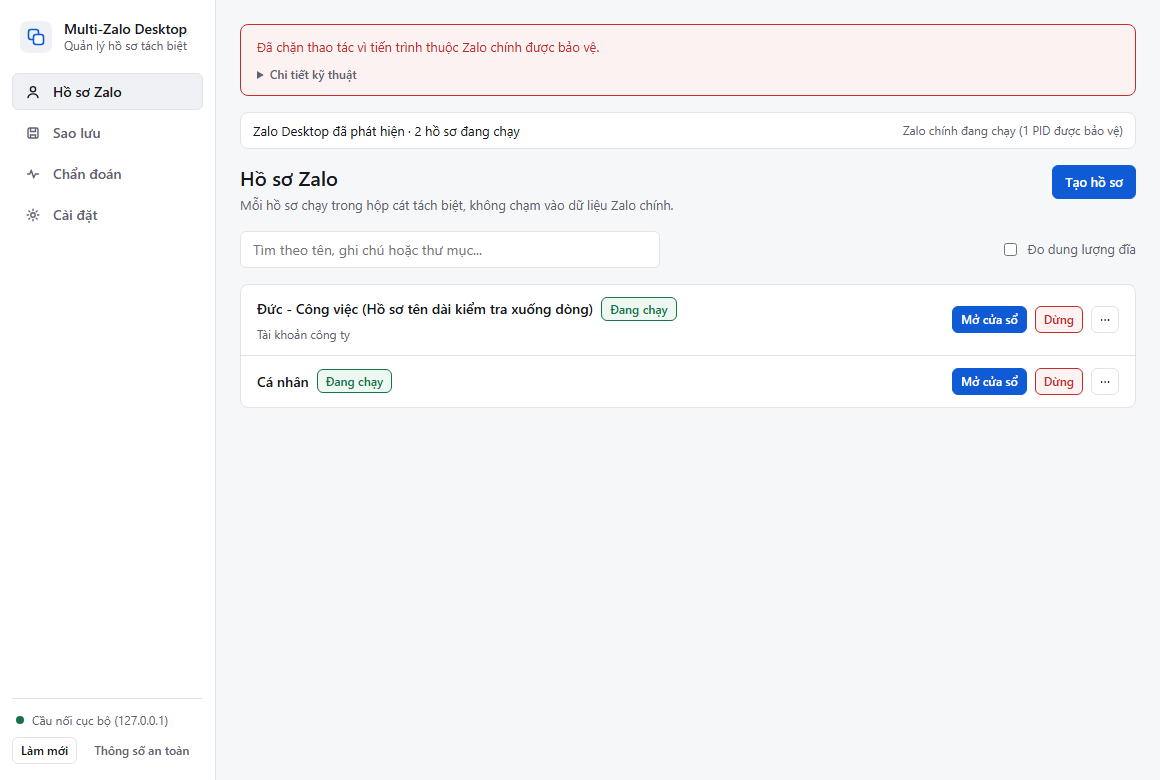 Multi-Zalo Desktop
Quản lý hồ sơ tách biệt
Hồ sơ Zalo
Sao lưu
Chẩn đoán
Cài đặt
Cầu nối cục bộ (127.0.0.1)
Làm mới
Thông số an toàn
Đã chặn thao tác vì tiến trình thuộc Zalo chính được bảo vệ.
Chi tiết kỹ thuật
Zalo Desktop đã phát hiện · 2 hồ sơ đang chạy
Zalo chính đang chạy (1 PID được bảo vệ)
Hồ sơ Zalo
Mỗi hồ sơ chạy trong hộp cát tách biệt, không chạm vào dữ liệu Zalo chính.
Tạo hồ sơ
Tìm theo tên, ghi chú hoặc thư mục...
Đo dung lượng đĩa
Đức - Công việc (Hồ sơ tên dài kiểm tra xuống dòng)
Đang chạy
Tài khoản công ty
Mở cửa sổ
Dừng
...
Cá nhân
Đang chạy
Mở cửa sổ
Dừng
...